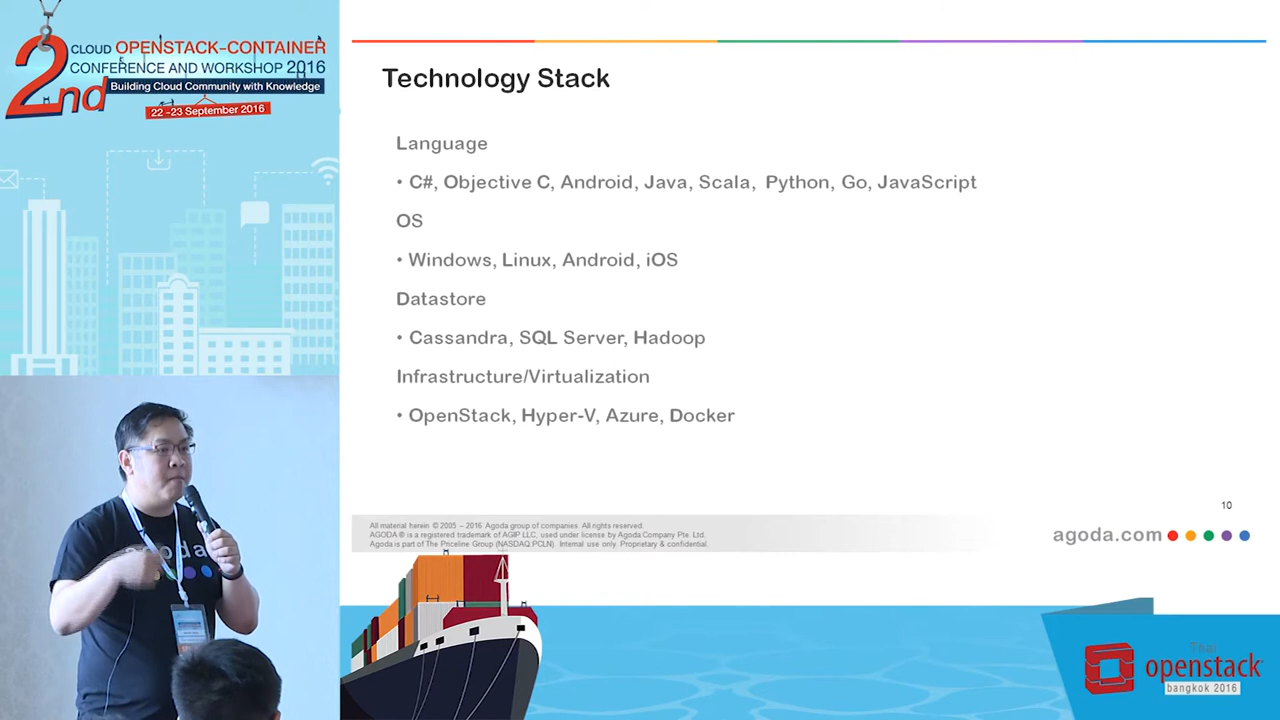 2nd
CLOUD OPENSTACK-CONTAINER
CONFERENCE AND WORKSHOP 2016
Building Cloud Community with Knowledge
22 -23 September 2016
Technology Stack
Language
• C#, Objective C, Android, Java, Scala, Python, Go, JavaScript
OS
• Windows, Linux, Android, iOS
Datastore
• Cassandra, SQL Server, Hadoop
Infrastructure/Virtualization
• OpenStack, Hyper-V, Azure, Docker
10
All material herein © 2005 – 2016 Agoda group of companies. All rights reserved.
AGODA ® is a registered trademark of AGIP LLC, used under license by Agoda Company Pte. Ltd.
Agoda is part of The Priceline Group (NASDAQ:PCLN). Internal use only. Proprietary & confidential.
agoda.com
agoda
Thai
openstack
bangkok 2016